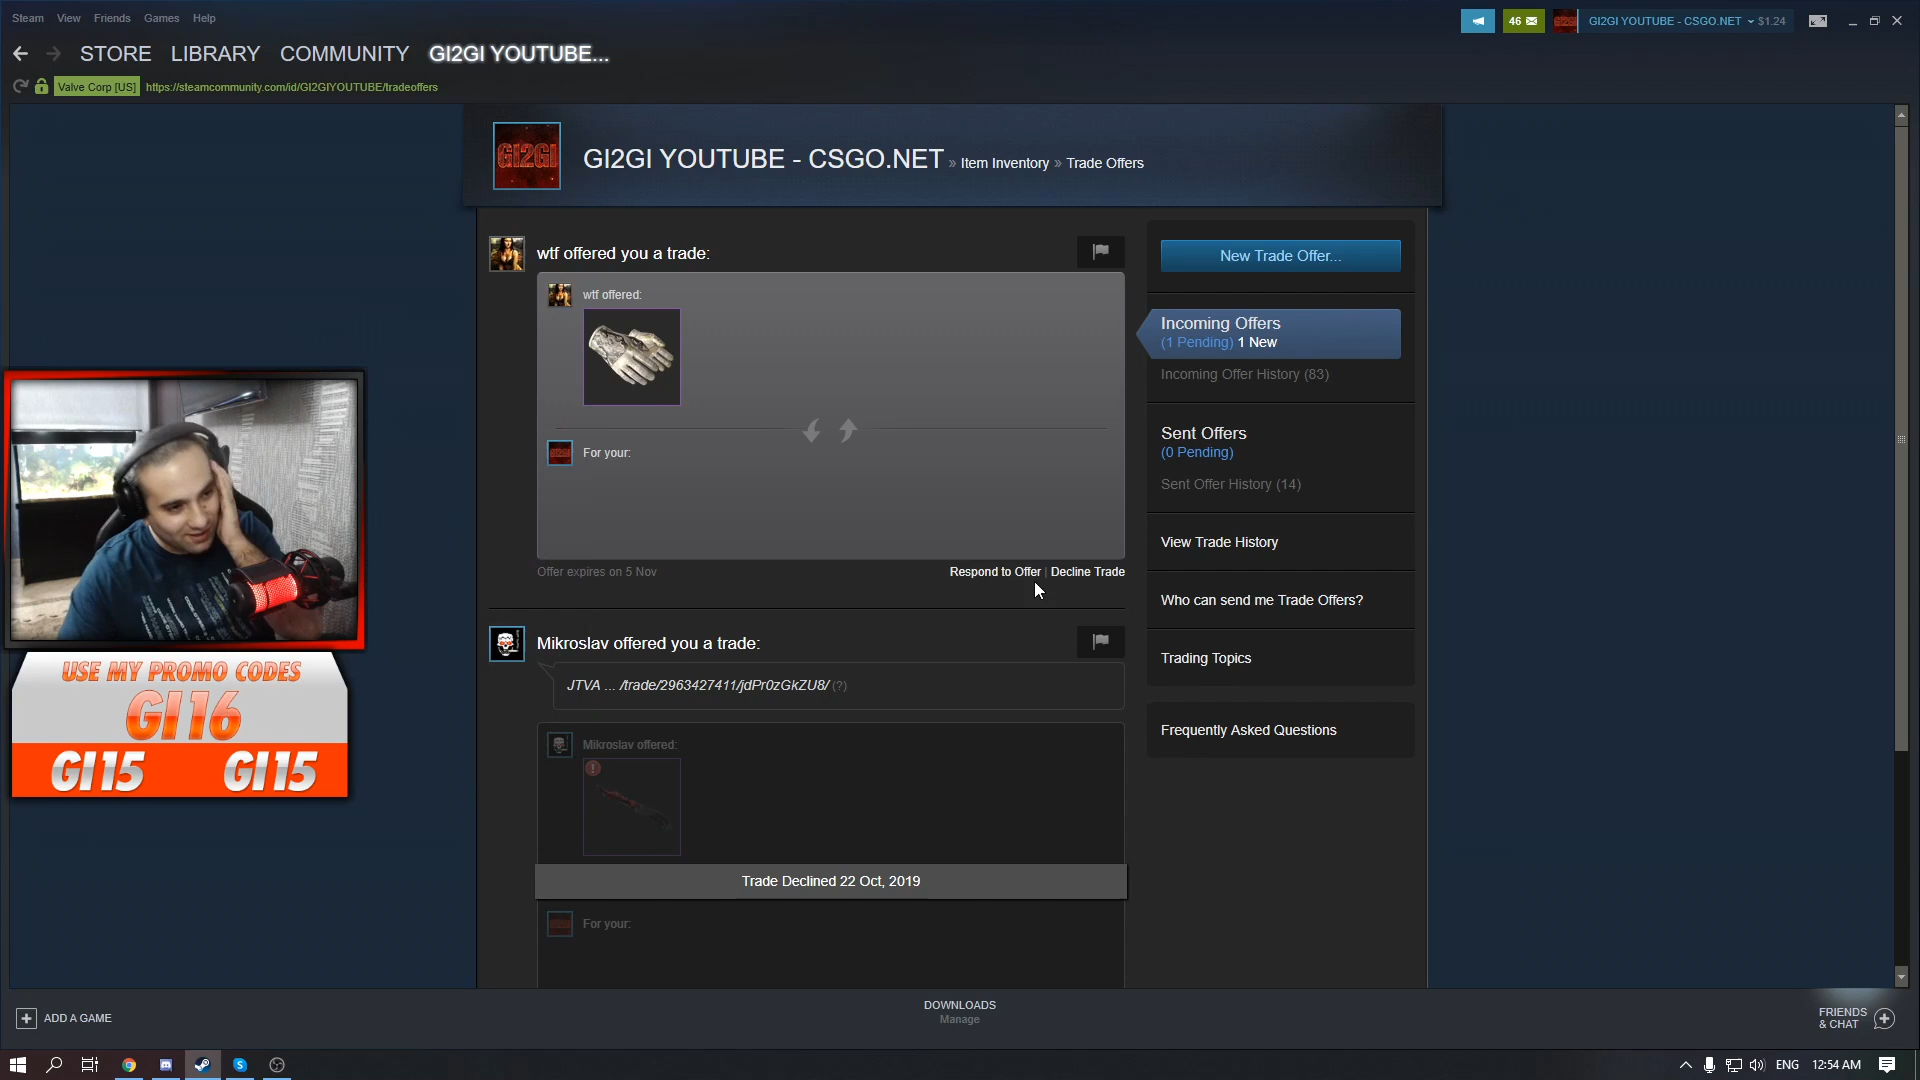 Steam View Friends Games Help
46
GI2GI YOUTUBE - CSGO.NET $1.24
STORE LIBRARY COMMUNITY GI2GI YOUTUBE...
Valve Corp [US] https://steamcommunity.com/id/GI2GIYOUTUBE/tradeoffers
GI2GI
GI2GI YOUTUBE - CSGO.NET » Item Inventory » Trade Offers
wtf offered you a trade:
wtf offered:
For your:
Offer expires on 5 Nov
Respond to Offer | Decline Trade
Mikroslav offered you a trade:
JTVA ... /trade/2963427411/jdPr0zGkZU8/ (?)
Mikroslav offered:
!
Trade Declined 22 Oct, 2019
For your:
New Trade Offer...
Incoming Offers
(1 Pending) 1 New
Incoming Offer History (83)
Sent Offers
(0 Pending)
Sent Offer History (14)
View Trade History
Who can send me Trade Offers?
Trading Topics
Frequently Asked Questions
USE MY PROMO CODES
GI16
GI15 GI15
ADD A GAME
DOWNLOADS
Manage
FRIENDS
& CHAT
ENG 12:54 AM